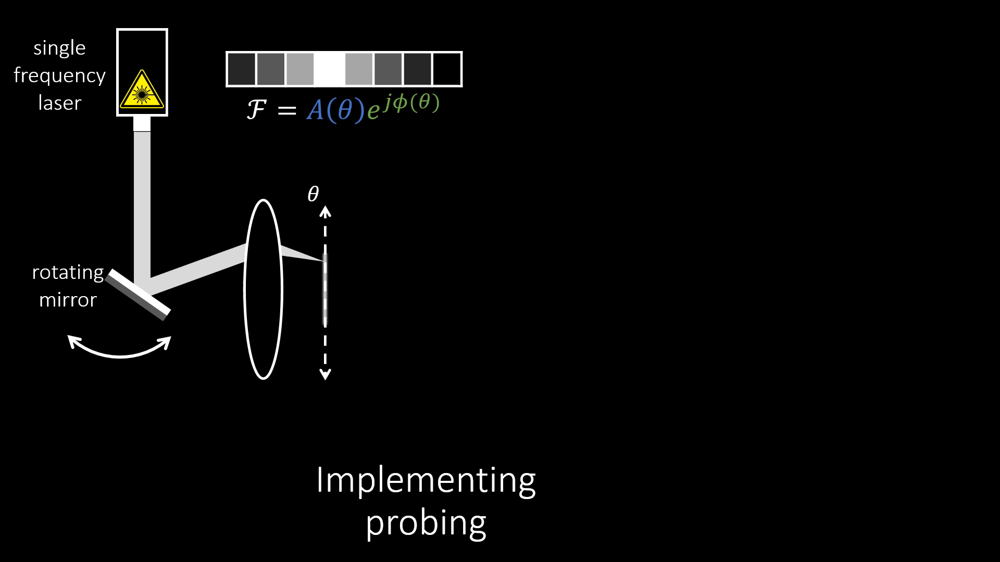 single
frequency
laser
ℱ = A(θ)e^{jϕ(θ)}
θ
rotating
mirror
Implementing
probing